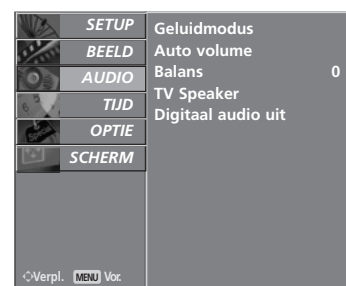 SETUP
BEELD
AUDIO
TIJD
OPTIE
SCHERM
Geluidmodus
Auto volume
Balans 0
TV Speaker
Digitaal audio uit
Verpl. MENU Vor.